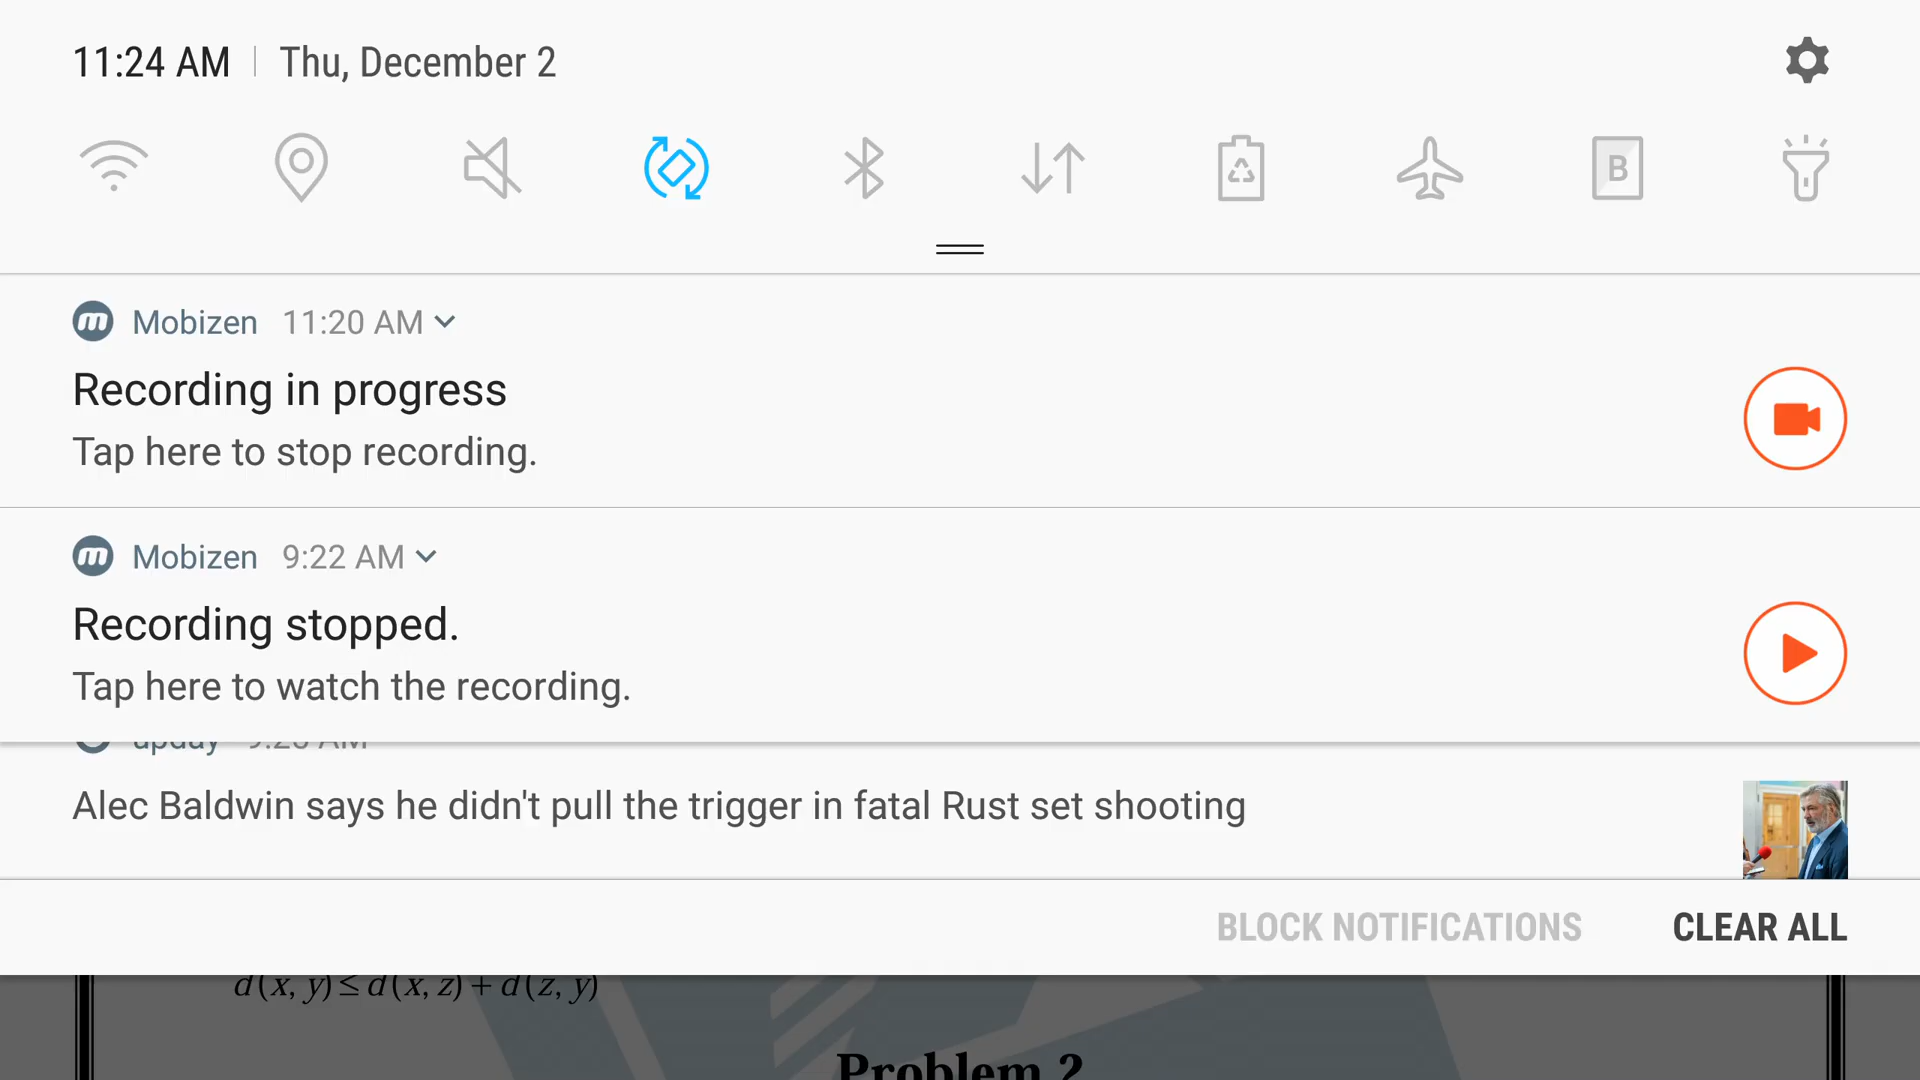 11:24 AM | Thu, December 2
B
Mobizen 11:20 AM
Recording in progress
Tap here to stop recording.
Mobizen 9:22 AM
Recording stopped.
Tap here to watch the recording.
upday
Alec Baldwin says he didn't pull the trigger in fatal Rust set shooting
BLOCK NOTIFICATIONS CLEAR ALL
d(x, y)≤d(x, z)+d(z, y)
Problem 2